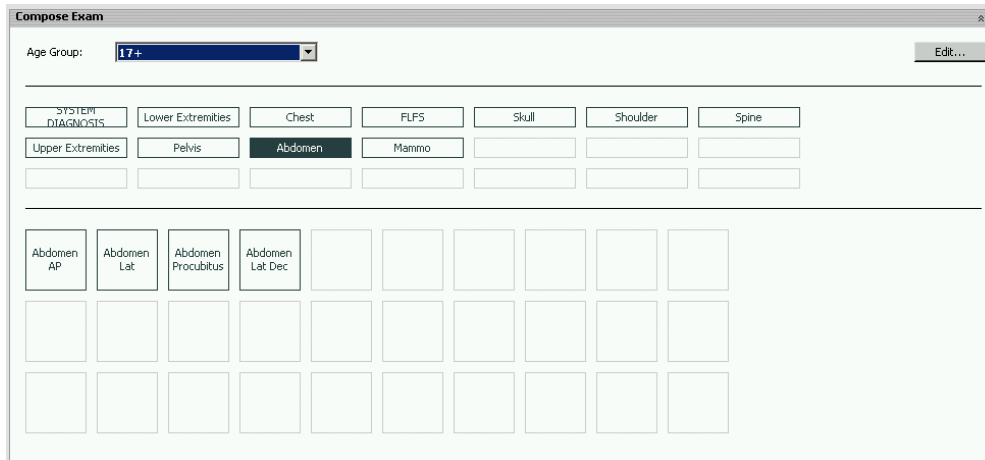 Compose Exam
Age Group:
17+
Edit...
SYSTEM
DIAGNOSIS
Lower Extremities
Chest
FLFS
Skull
Shoulder
Spine
Upper Extremities
Pelvis
Abdomen
Mammo
Abdomen
AP
Abdomen
Lat
Abdomen
Procubitus
Abdomen
Lat Dec